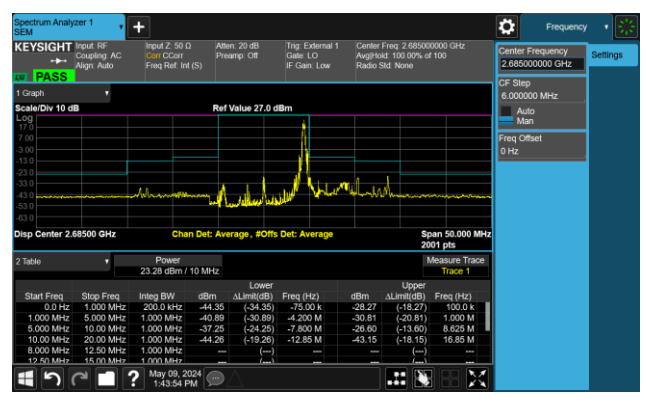 Spectrum Analyzer 1
SEM
Frequency
KEYSIGHT
PASS
Input: RF
Coupling: AC
Align: Auto
Input Z: 50 Ω
Corr CCorr
Freq Ref: Int (S)
Atten: 20 dB
Preamp: Off
Trig: External 1
Gate: LO
IF Gain: Low
Center Freq: 2.685000000 GHz
Avg|Hold: 100.00% of 100
Radio Std: None
1 Graph
Scale/Div 10 dB
Ref Value 27.0 dBm
Log
17.0
7.00
-3.00
-13.0
-23.0
-33.0
-43.0
-53.0
-63.0
Disp Center 2.68500 GHz
Chan Det: Average, #Offs Det: Average
Span 50.000 MHz
2001 pts
2 Table
Power
23.28 dBm / 10 MHz
Measure Trace
Trace 1
Lower Upper
Start Freq Stop Freq Integ BW dBm ΔLimit(dB) Freq (Hz) dBm ΔLimit(dB) Freq (Hz)
0.0 Hz 1.000 MHz 200.0 kHz -44.35 (-34.35) -75.00 k -28.27 (-18.27) 100.0 k
1.000 MHz 5.000 MHz 1.000 MHz -40.89 (-30.89) -4.200 M -30.81 (-20.81) 1.000 M
5.000 MHz 10.00 MHz 1.000 MHz -37.25 (-24.25) -7.800 M -26.60 (-13.60) 8.625 M
10.00 MHz 20.00 MHz 1.000 MHz -44.26 (-19.26) -12.85 M -43.15 (-18.15) 16.85 M
8.000 MHz 12.50 MHz 1.000 MHz --- (---) --- (---)
12.50 MHz 15.00 MHz 1.000 MHz --- (---) --- (---)
May 09, 2024
1:43:54 PM
Center Frequency
2.685000000 GHz
Settings
CF Step
6.000000 MHz
Auto
Man
Freq Offset
0 Hz